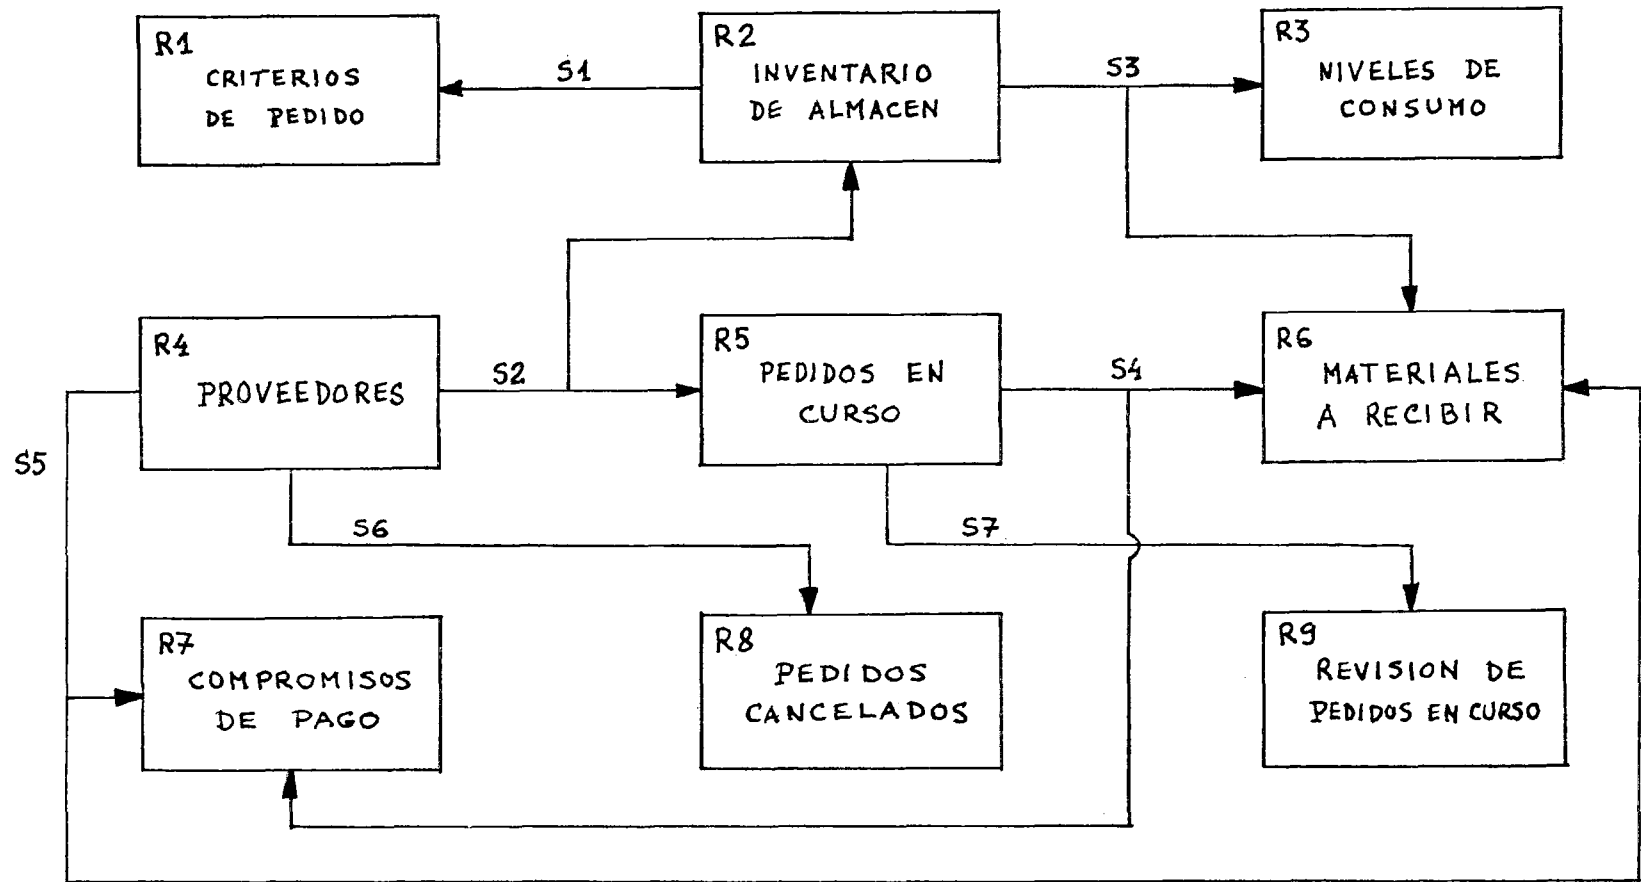 R1
CRITERIOS
DE PEDIDO
S1
R2
INVENTARIO
DE ALMACEN
S3
R3
NIVELES DE
CONSUMO
R4
PROVEEDORES
S2
R5
PEDIDOS EN
CURSO
S4
R6
MATERIALES
A RECIBIR
S5
S6
S7
R7
COMPROMISOS
DE PAGO
R8
PEDIDOS
CANCELADOS
R9
REVISION DE
PEDIDOS EN CURSO